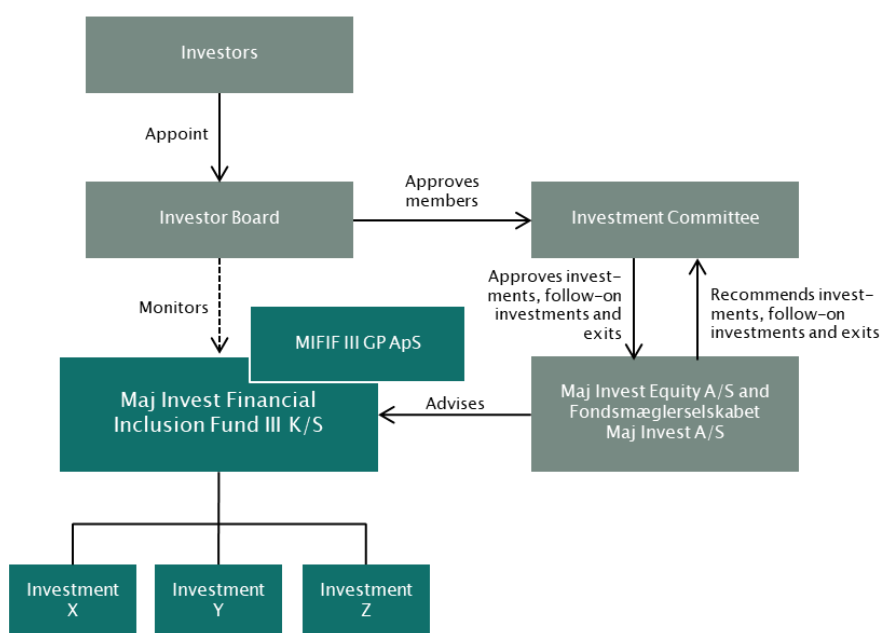 Investors
Appoint
Investor Board
Approves
members
Investment Committee
Monitors
MIFIF III GP ApS
Approves invest-
ments, follow-on
investments and
exits
Recommends invest-
ments, follow-on
investments and exits
Maj Invest Financial
Inclusion Fund III K/S
Advises
Maj Invest Equity A/S and
Fondsmæglerselskabet
Maj Invest A/S
Investment
X
Investment
Y
Investment
Z